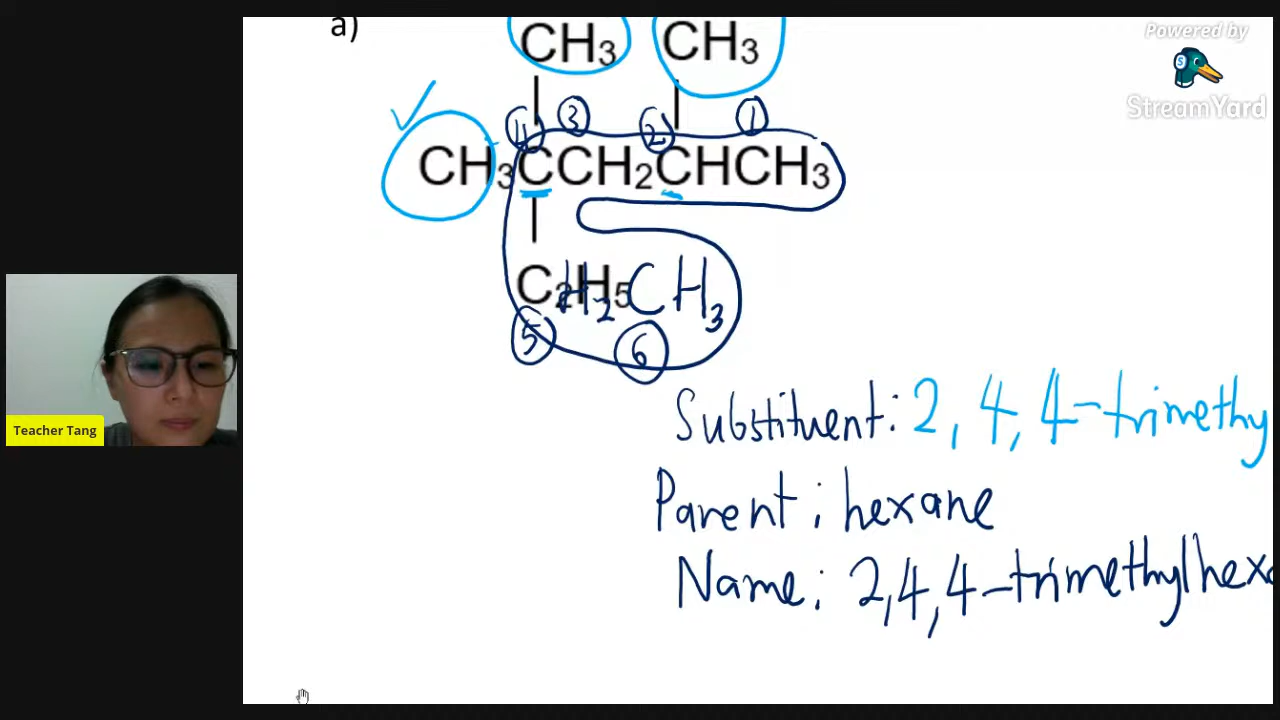 a)
Powered by
StreamYard
CH3 CH3
4 3 2 1
CH3CCH2CHCH3
C2H5
H2CH3
5 6
Teacher Tang
Substituent: 2, 4, 4-trimethy
Parent: hexane
Name: 2,4,4-trimethylhexa